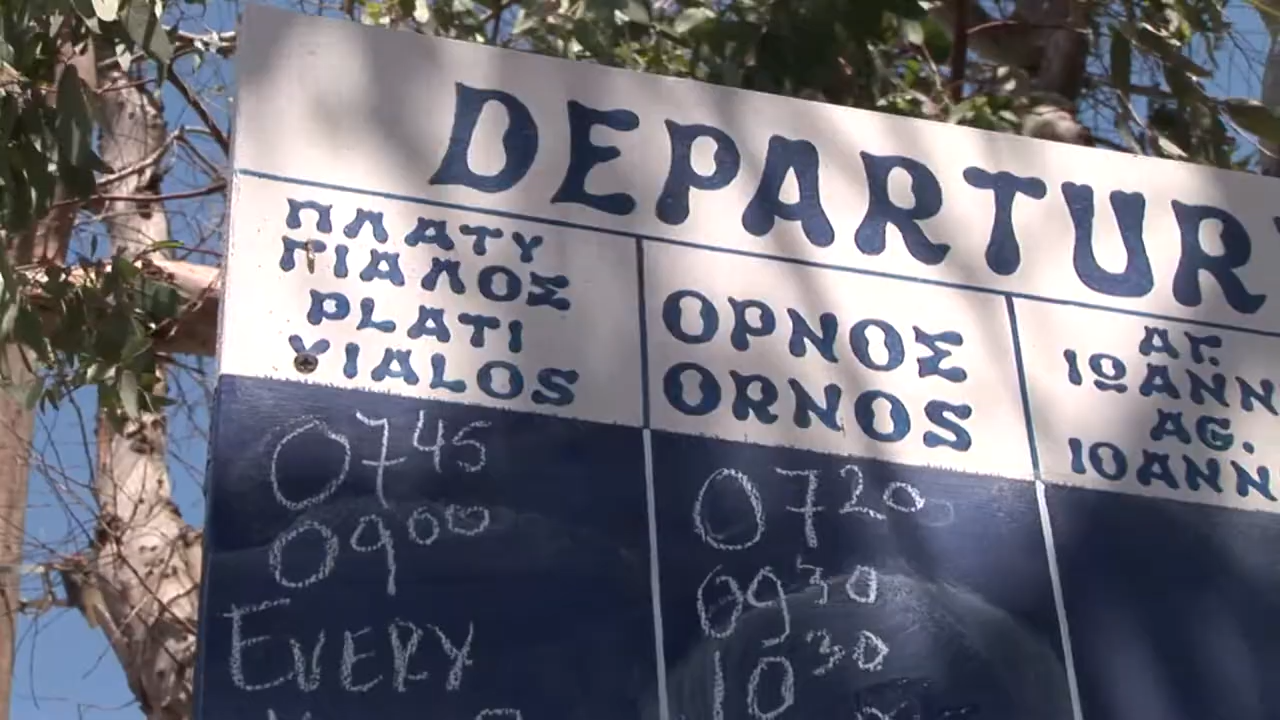 DEPARTUR
ΠΛΑΤΥ
ΓΙΑΛΟΣ
PLATI
YIALOS
ΟΡΝΟΣ
ORNOS
ΑΓ.
ΙΩΑΝΝ
AG.
IOANN
0745
0900
EVERY
0720
0930
1030